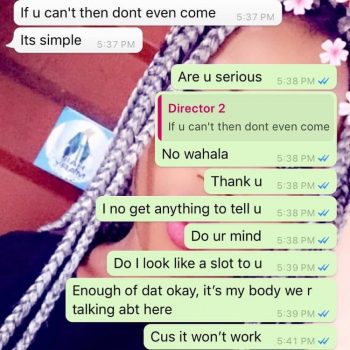 If u can't then dont even come
5:37 PM
Its simple 5:37 PM
Are u serious 5:38 PM
Director 2
If u can't then dont even come
No wahala 5:38 PM
Thank u 5:38 PM
I no get anything to tell u 5:38 PM
Do ur mind 5:38 PM
Do I look like a slot to u 5:39 PM
Enough of dat okay, it's my body we r
talking abt here 5:39 PM
Cus it won't work 5:41 PM